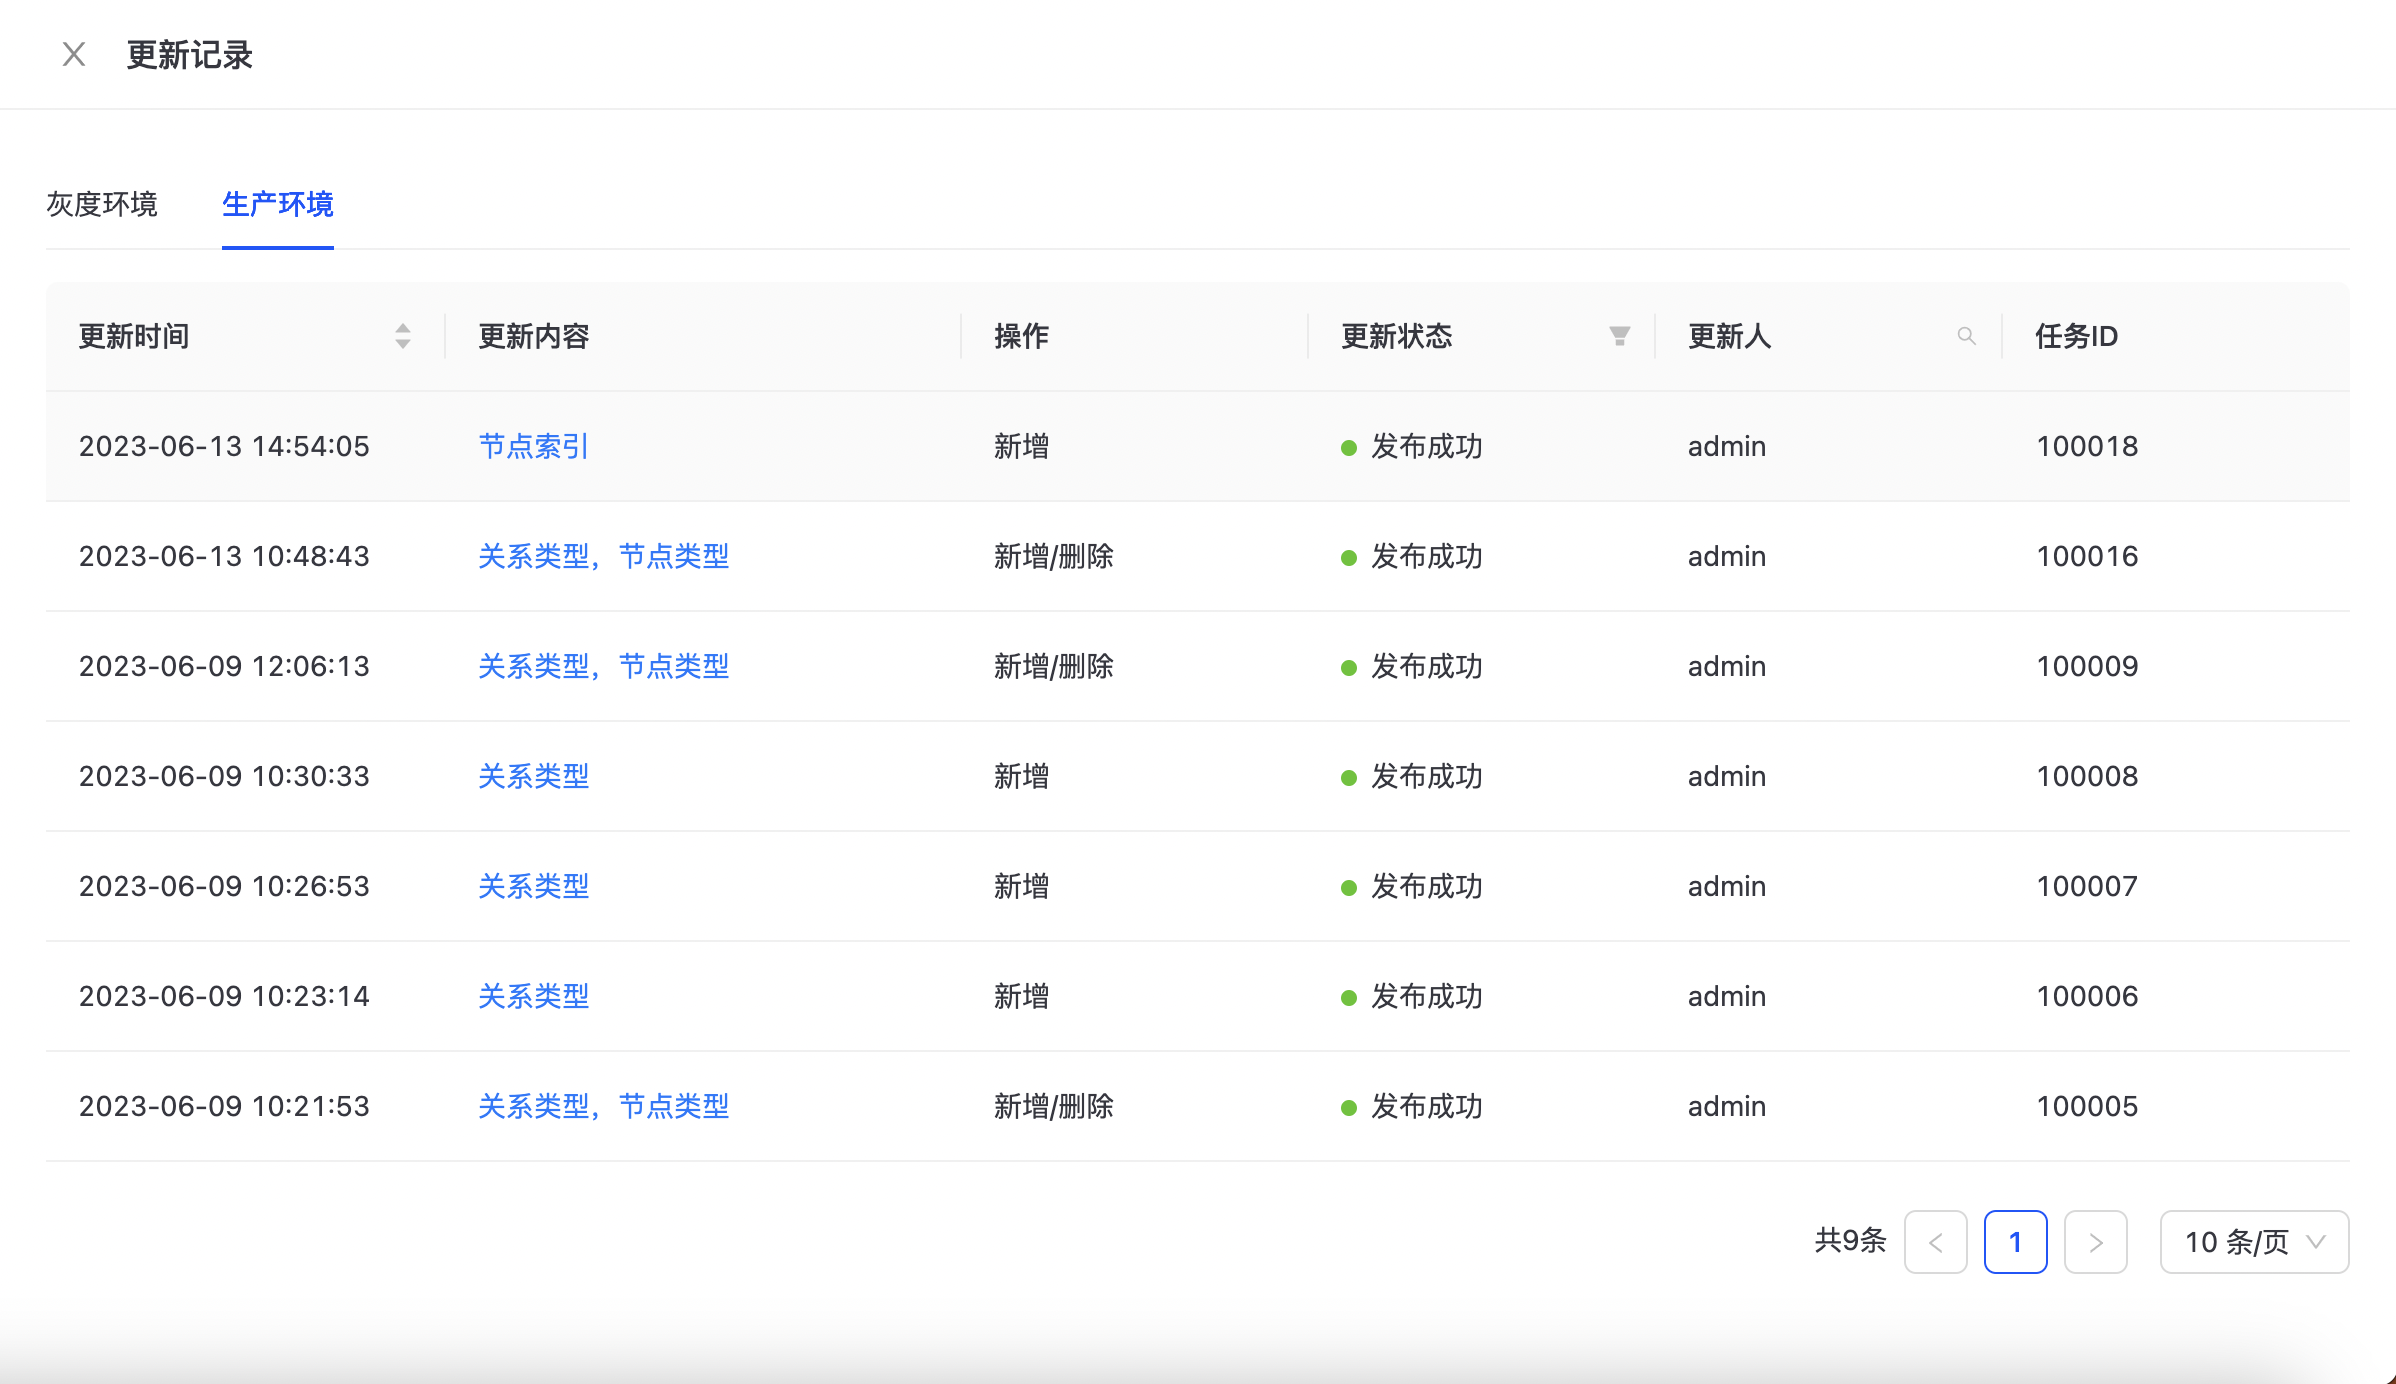 更新记录
灰度环境 生产环境
更新时间 更新内容 操作 更新状态 更新人 任务ID
2023-06-13 14:54:05 节点索引 新增 发布成功 admin 100018
2023-06-13 10:48:43 关系类型，节点类型 新增/删除 发布成功 admin 100016
2023-06-09 12:06:13 关系类型，节点类型 新增/删除 发布成功 admin 100009
2023-06-09 10:30:33 关系类型 新增 发布成功 admin 100008
2023-06-09 10:26:53 关系类型 新增 发布成功 admin 100007
2023-06-09 10:23:14 关系类型 新增 发布成功 admin 100006
2023-06-09 10:21:53 关系类型，节点类型 新增/删除 发布成功 admin 100005
共9条 < 1 > 10 条/页